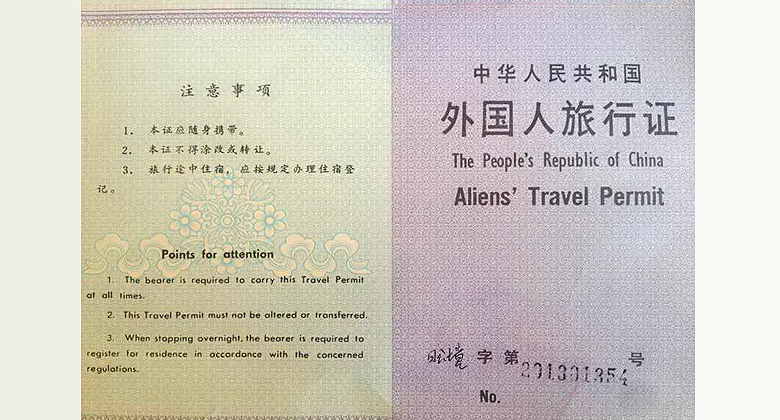 注意事项
1. 本证应随身携带。
2. 本证不得涂改或转让。
3. 旅行途中住宿，应按规定办理住宿登
记。
Points for attention
1. The bearer is required to carry this Travel Permit
at all times.
2. This Travel Permit must not be altered or transferred.
3. When stopping overnight, the bearer is required to
register for residence in accordance with the concerned
regulations.
中华人民共和国
外国人旅行证
The People's Republic of China
Aliens' Travel Permit
字 第 201301354 号
No.